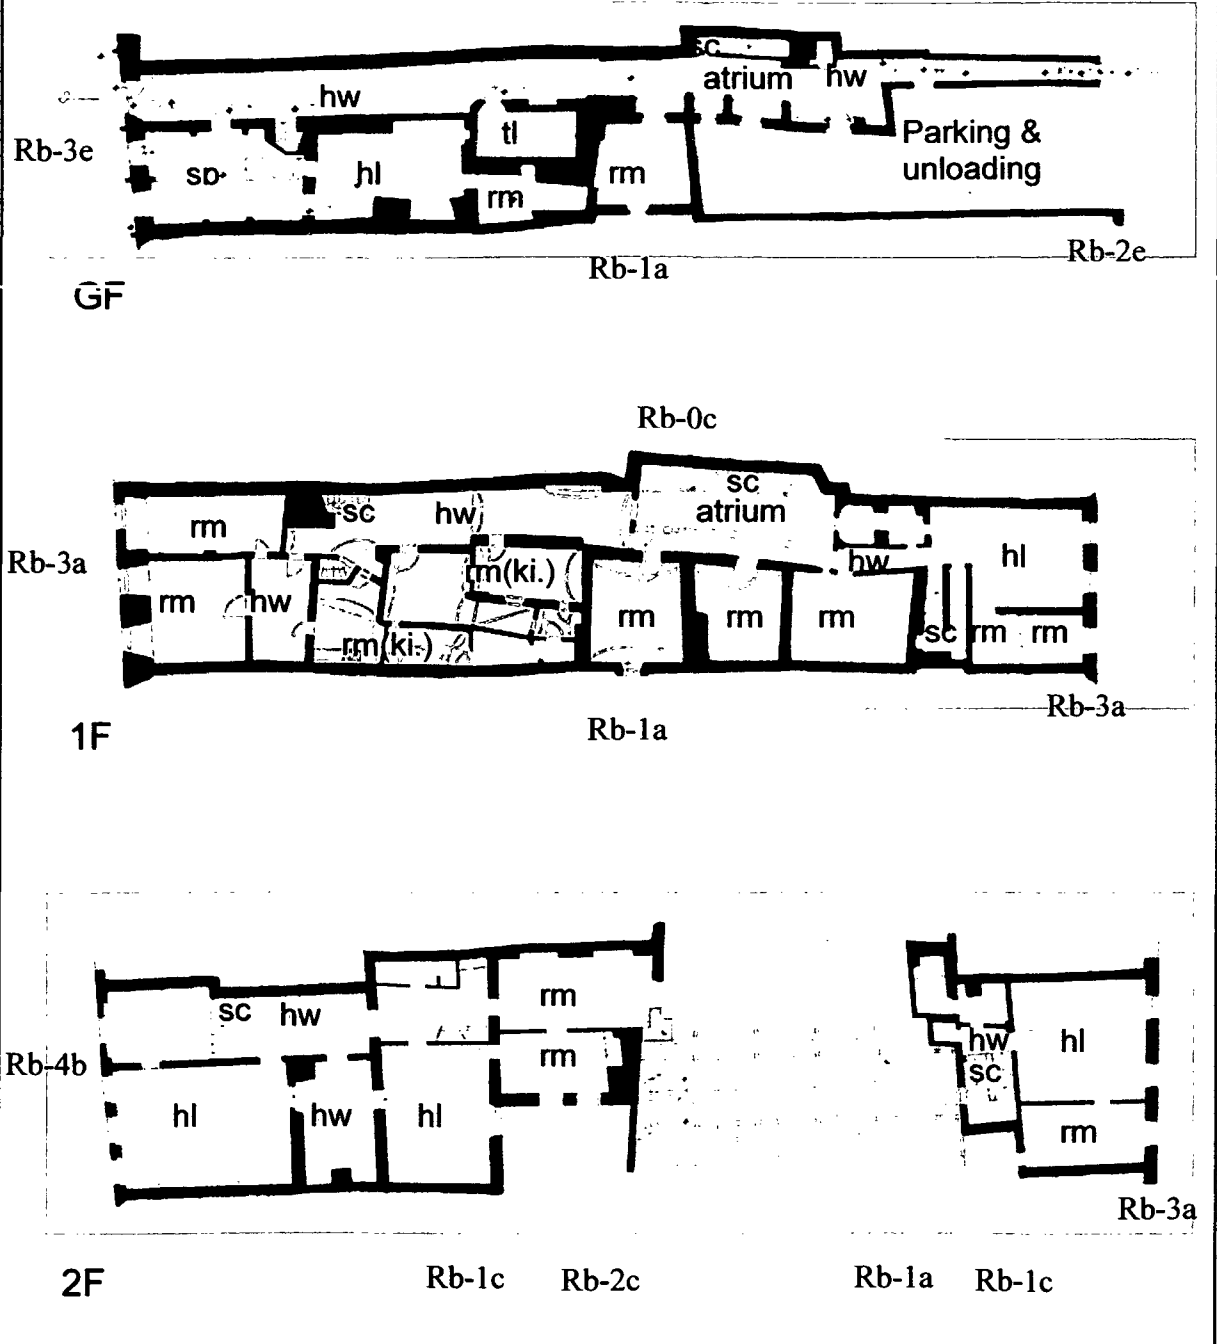 sc
atrium hw
hw
tl
Parking &
unloading
Rb-3e
sp hl rm
rm
Rb-2e
Rb-1a
GF
Rb-0c
sc
atrium
rm sc hw
hl
Rb-3a
rm(ki.) hw
rm hw rm rm rm
sc rm rm
rm(ki.)
Rb-3a
Rb-1a
1F
rm
sc hw
hw hl
rm
Rb-4b
sc
hl hw hl
rm
Rb-3a
2F Rb-1c Rb-2c Rb-1a Rb-1c